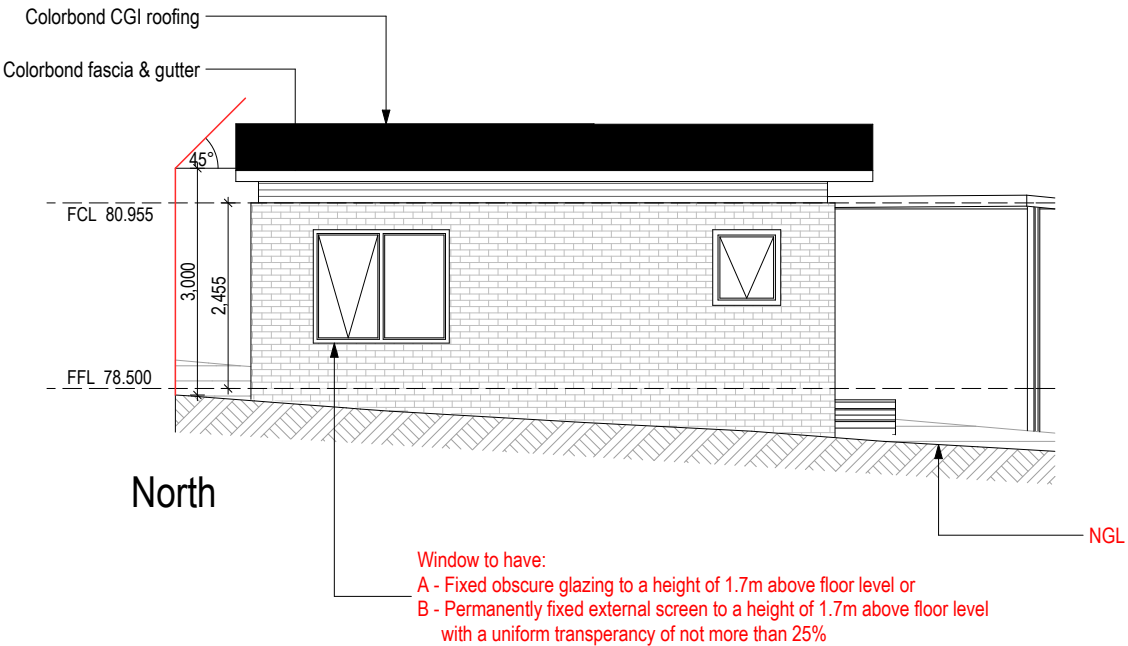 Colorbond CGI roofing
Colorbond fascia & gutter
45°
FCL 80.955
3,000
2,455
FFL 78.500
North
NGL
Window to have:
A - Fixed obscure glazing to a height of 1.7m above floor level or
B - Permanently fixed external screen to a height of 1.7m above floor level
with a uniform transperancy of not more than 25%